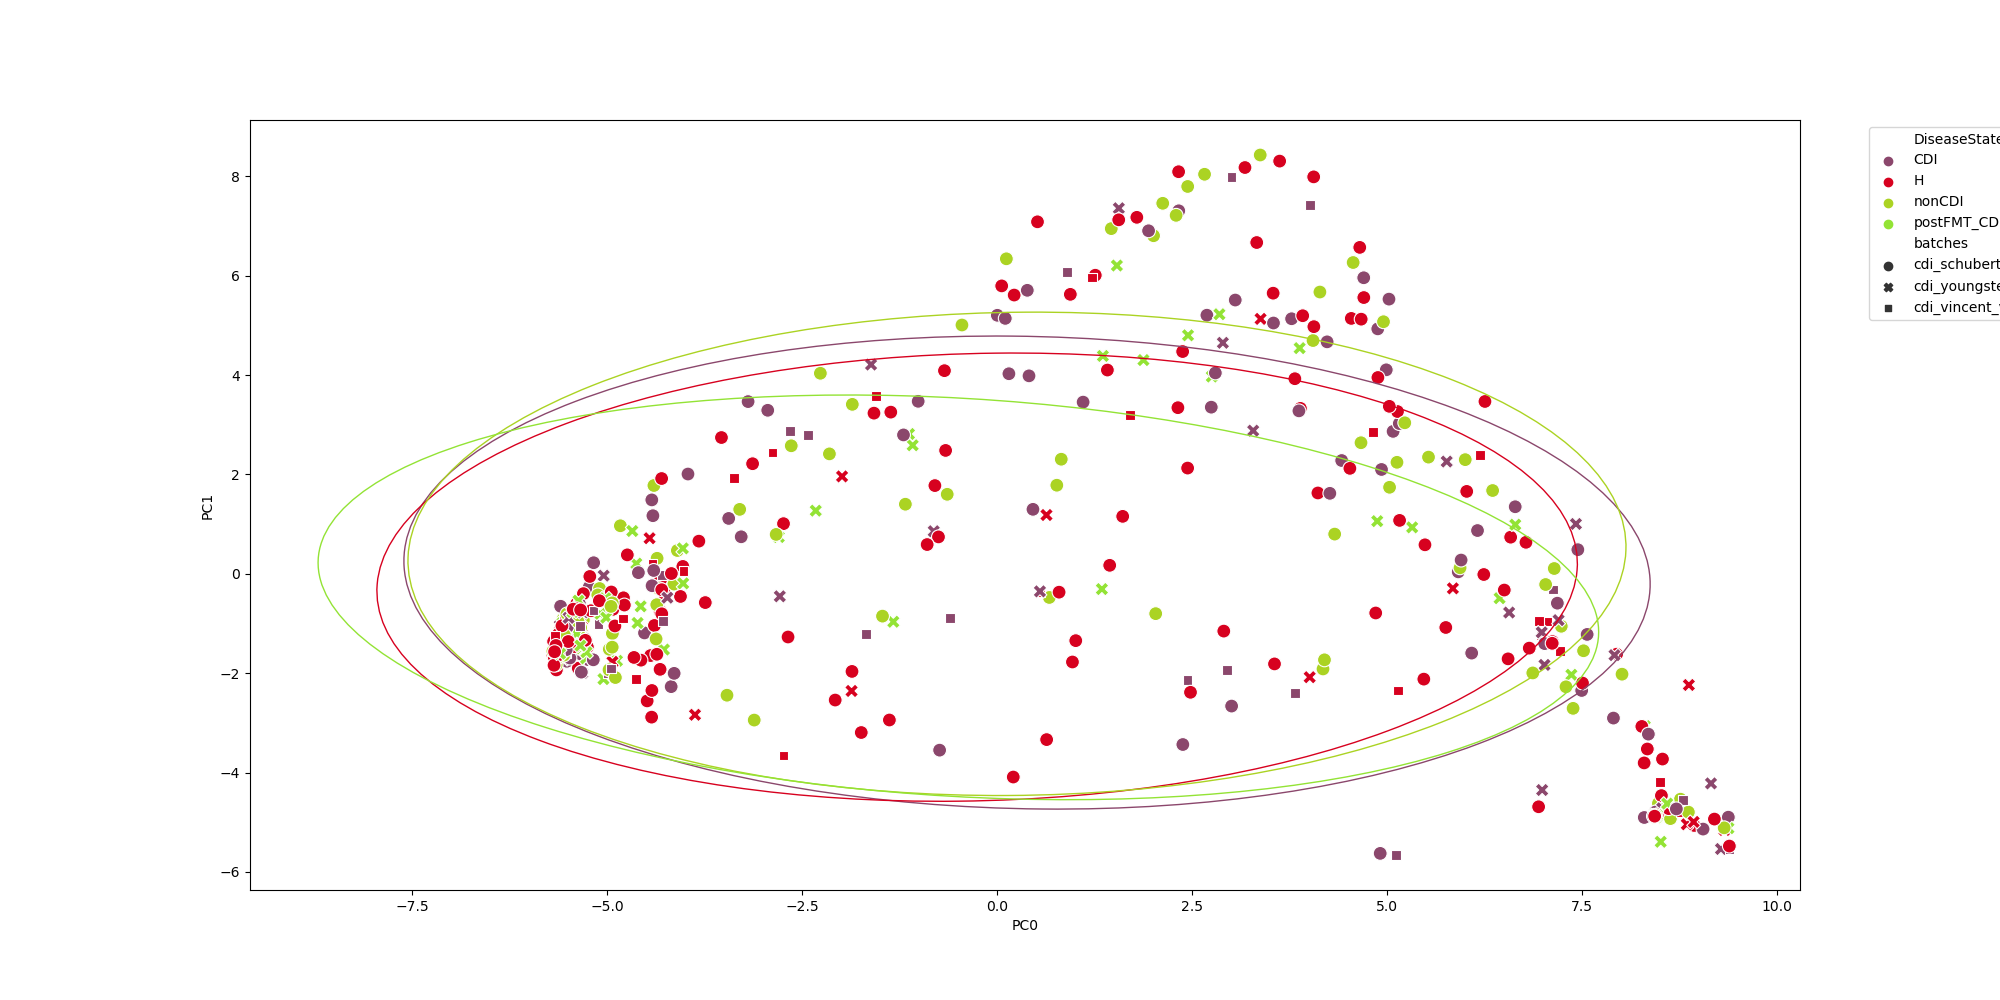 DiseaseState
CDI
H
nonCDI
postFMT_CD
batches
cdi_schubert
cdi_youngste
cdi_vincent_
8
6
4
2
0
−2
−4
−6
PC1
−7.5 −5.0 −2.5 0.0 2.5 5.0 7.5 10.0
PC0